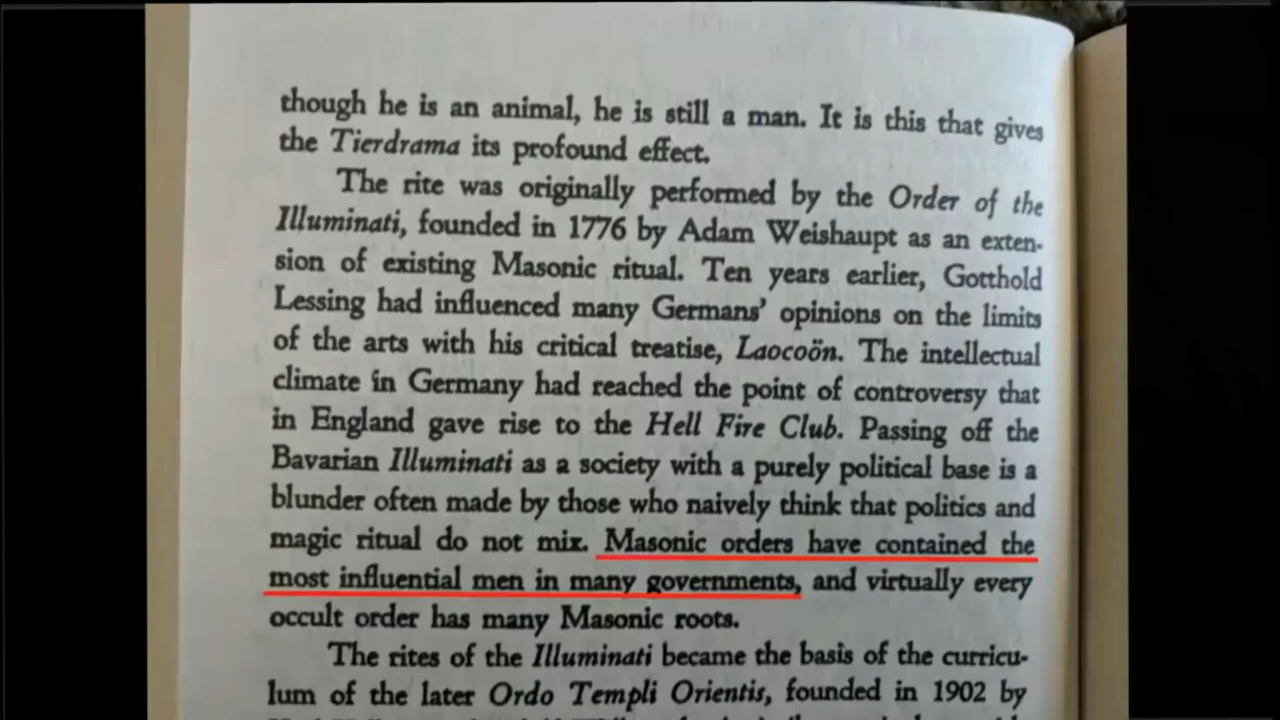 though he is an animal, he is still a man. It is this that gives
the Tierdrama its profound effect.
The rite was originally performed by the Order of the
Illuminati, founded in 1776 by Adam Weishaupt as an exten-
sion of existing Masonic ritual. Ten years earlier, Gotthold
Lessing had influenced many Germans' opinions on the limits
of the arts with his critical treatise, Laocoön. The intellectual
climate in Germany had reached the point of controversy that
in England gave rise to the Hell Fire Club. Passing off the
Bavarian Illuminati as a society with a purely political base is a
blunder often made by those who naively think that politics and
magic ritual do not mix. Masonic orders have contained the
most influential men in many governments, and virtually every
occult order has many Masonic roots.
The rites of the Illuminati became the basis of the curricu-
lum of the later Ordo Templi Orientis, founded in 1902 by